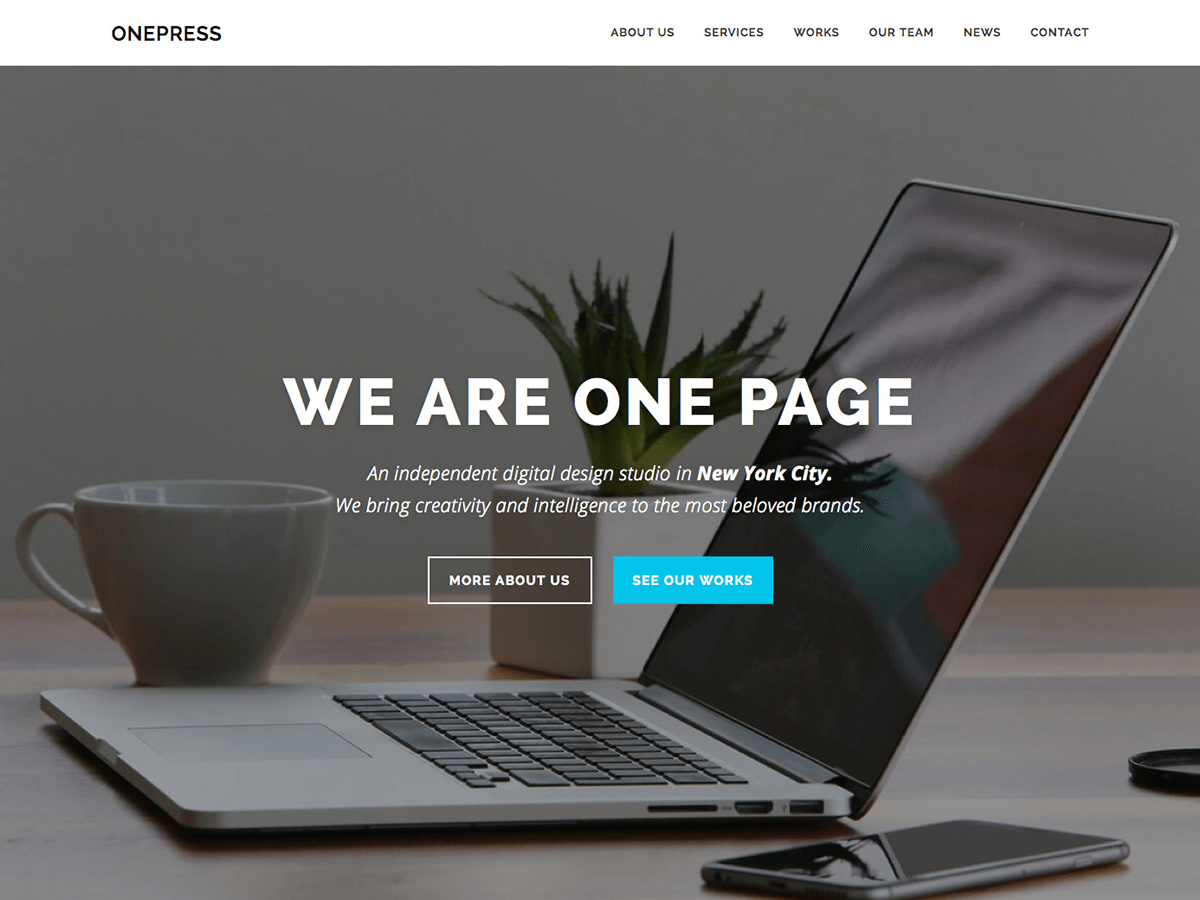 ONEPRESS
ABOUT US SERVICES WORKS OUR TEAM NEWS CONTACT
WE ARE ONE PAGE
An independent digital design studio in New York City.
We bring creativity and intelligence to the most beloved brands.
MORE ABOUT US SEE OUR WORKS